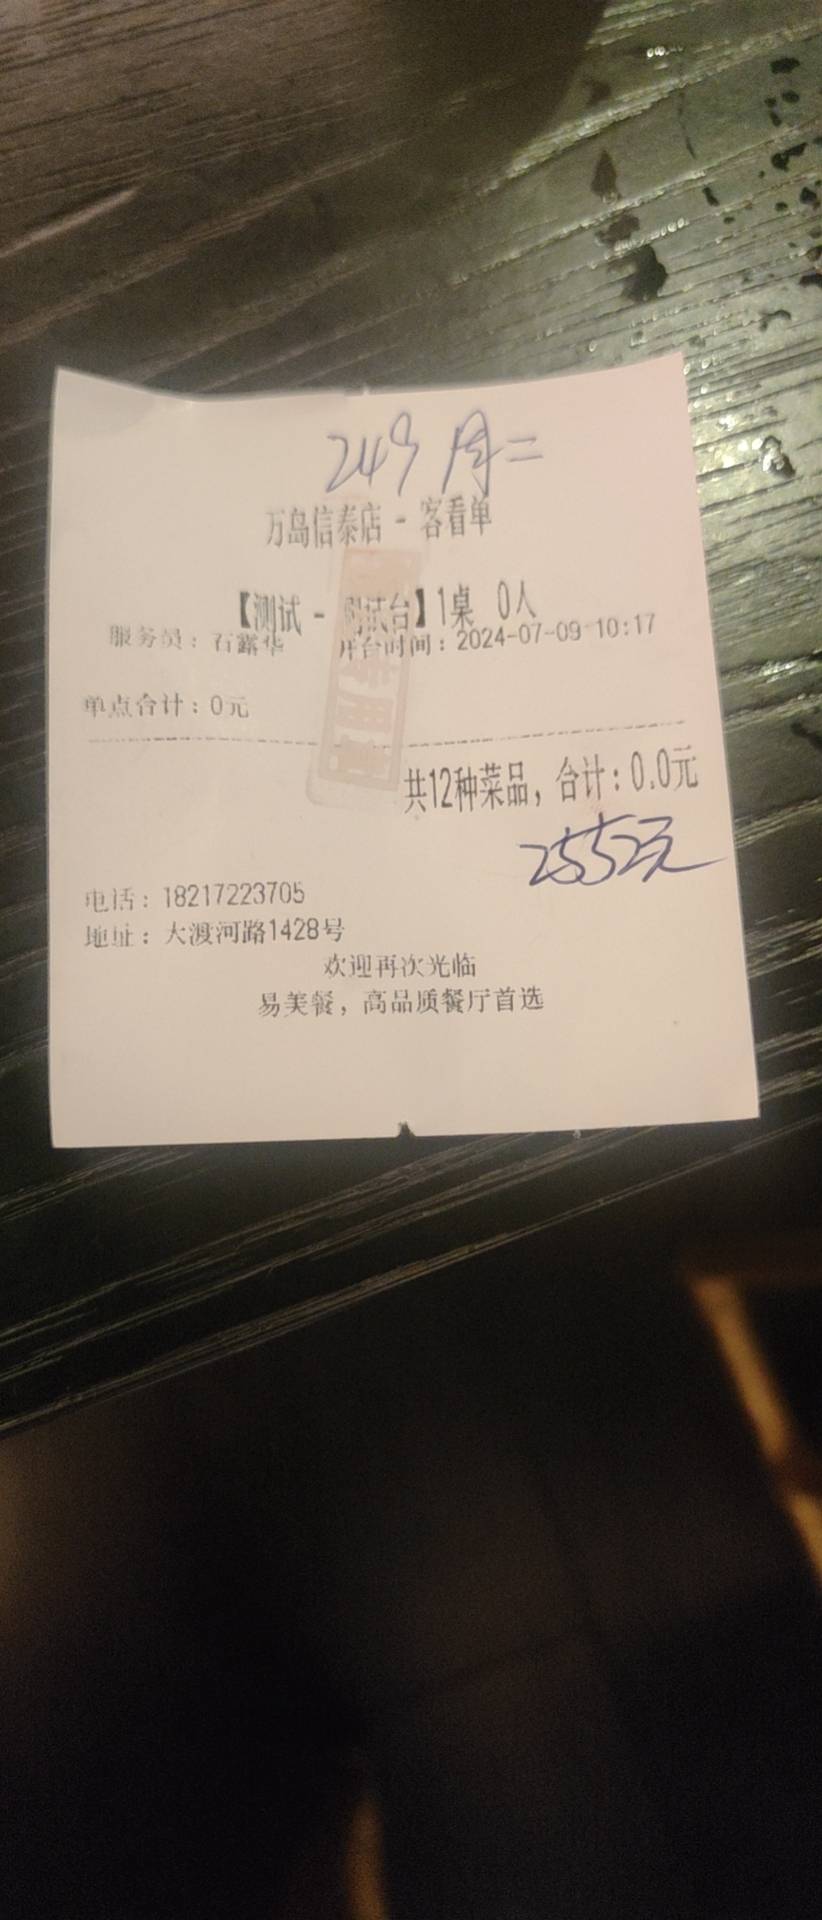 249 周二
万岛信泰店 - 客看单
【测试 - 测试台】1桌 0人
服务员：石露华 开台时间：2024-07-09 10:17
专用章
单点合计：0元
共12种菜品，合计：0.0元
2552元
电话：18217223705
地址：大渡河路1428号
欢迎再次光临
易美餐，高品质餐厅首选